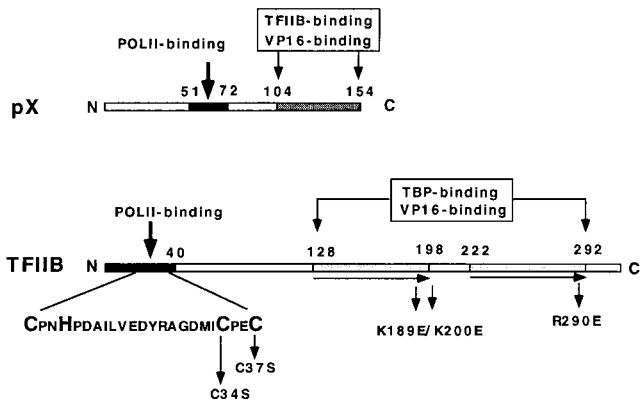 TFIIB-binding
VP16-binding
POLII-binding
51 72 104 154
pX N C
TBP-binding
VP16-binding
POLII-binding
40 128 198 222 292
TFIIB N C
CPNHPDAILVEDYRAGDMICPEC
K189E/K200E
R290E
C37S
C34S